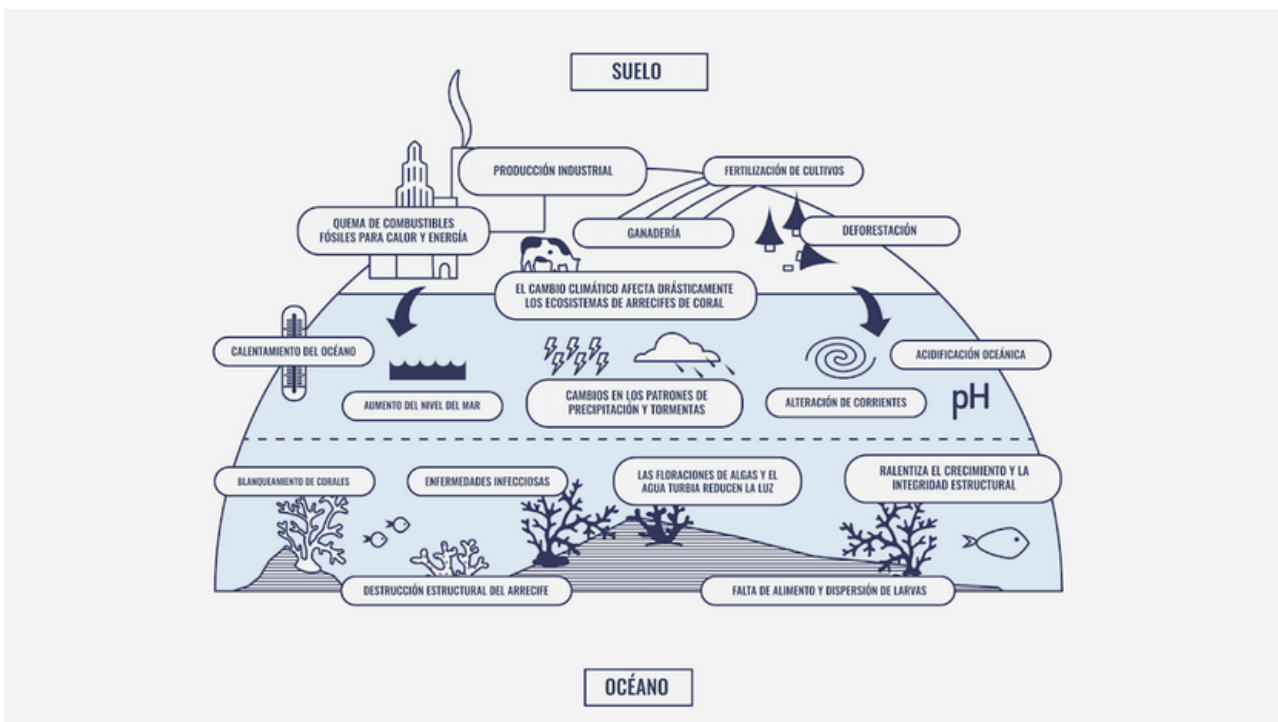 SUELO
PRODUCCIÓN INDUSTRIAL
FERTILIZACIÓN DE CULTIVOS
QUEMA DE COMBUSTIBLES
FÓSILES PARA CALOR Y ENERGÍA
GANADERÍA
DEFORESTACIÓN
EL CAMBIO CLIMÁTICO AFECTA DRÁSTICAMENTE
LOS ECOSISTEMAS DE ARRECIFES DE CORAL
CALENTAMIENTO DEL OCÉANO
ACIDIFICACIÓN OCEÁNICA
AUMENTO DEL NIVEL DEL MAR
CAMBIOS EN LOS PATRONES DE
PRECIPITACIÓN Y TORMENTAS
ALTERACIÓN DE CORRIENTES
pH
BLANQUEAMIENTO DE CORALES
ENFERMEDADES INFECCIOSAS
LAS FLORACIONES DE ALGAS Y EL
AGUA TURBIA REDUCEN LA LUZ
RALENTIZA EL CRECIMIENTO Y LA
INTEGRIDAD ESTRUCTURAL
DESTRUCCIÓN ESTRUCTURAL DEL ARRECIFE
FALTA DE ALIMENTO Y DISPERSIÓN DE LARVAS
OCÉANO